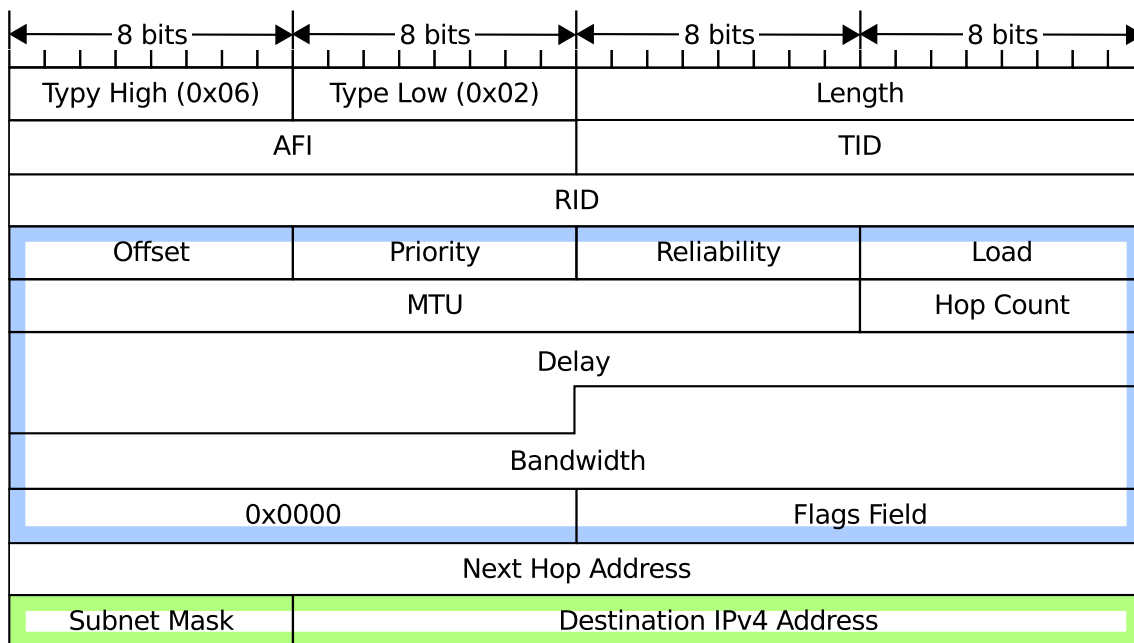 8 bits 8 bits 8 bits 8 bits
Typy High (0x06) Type Low (0x02) Length
AFI TID
RID
Offset Priority Reliability Load
MTU Hop Count
Delay
Bandwidth
0x0000 Flags Field
Next Hop Address
Subnet Mask Destination IPv4 Address